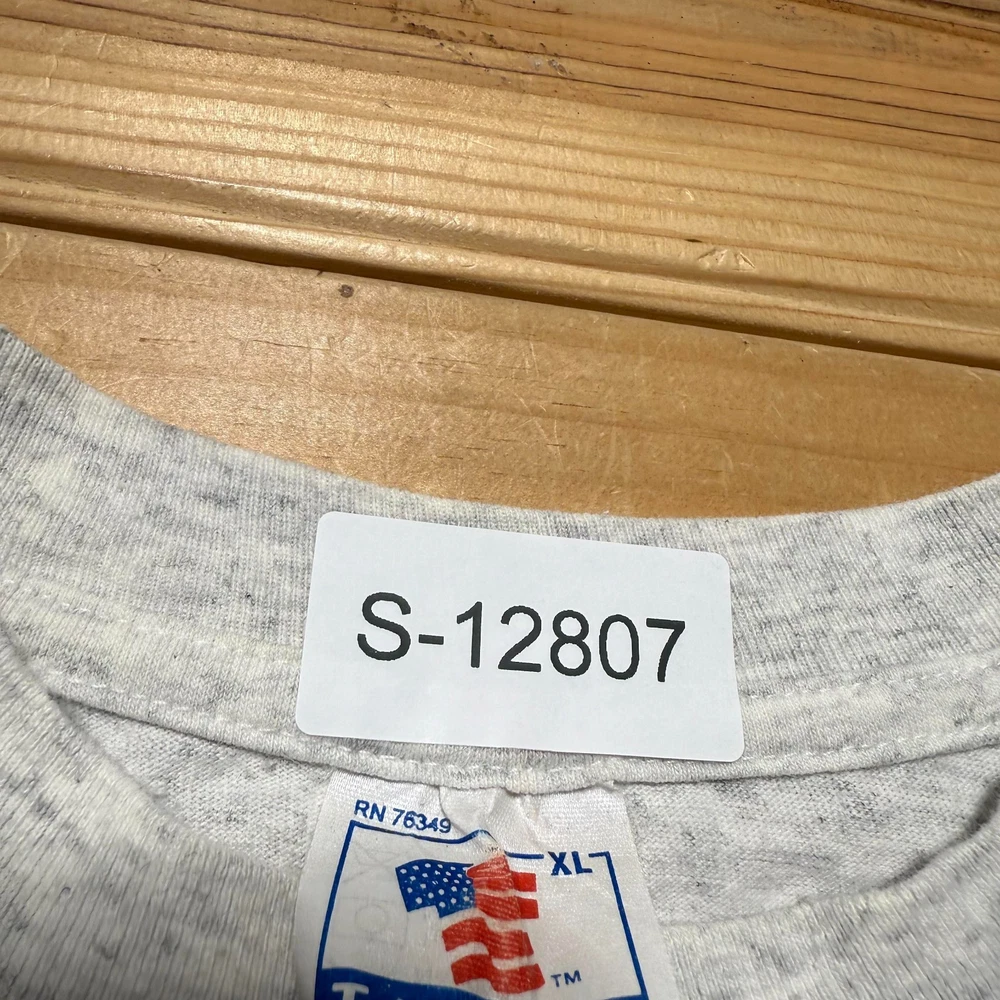 S-12807
RN 76349
XL
TM